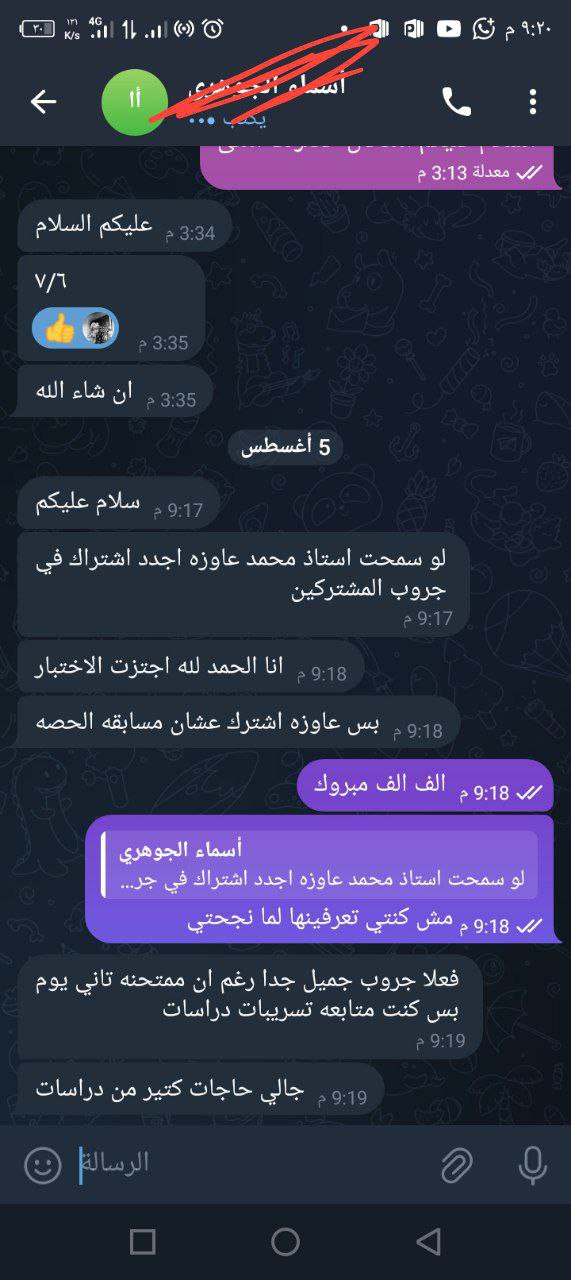 ٣٠ ١٣١ K/s 4G م ٩:٢٠
أا
أسماء الجوهري
يكتب
معدلة 3:13 م
عليكم السلام 3:34 م
٧/٦
3:35 م
ان شاء الله 3:35 م
5 أغسطس
سلام عليكم 9:17 م
لو سمحت استاذ محمد عاوزه اجدد اشتراك في
جروب المشتركين
9:17 م
انا الحمد لله اجتزت الاختبار 9:18 م
بس عاوزه اشترك عشان مسابقه الحصه 9:18 م
الف الف مبروك 9:18 م
أسماء الجوهري
لو سمحت استاذ محمد عاوزه اجدد اشتراك في جر...
مش كنتي تعرفينها لما نجحتي 9:18 م
فعلا جروب جميل جدا رغم ان ممتحنه تاني يوم
بس كنت متابعه تسريبات دراسات
9:19 م
جالي حاجات كتير من دراسات 9:19 م
الرسالة